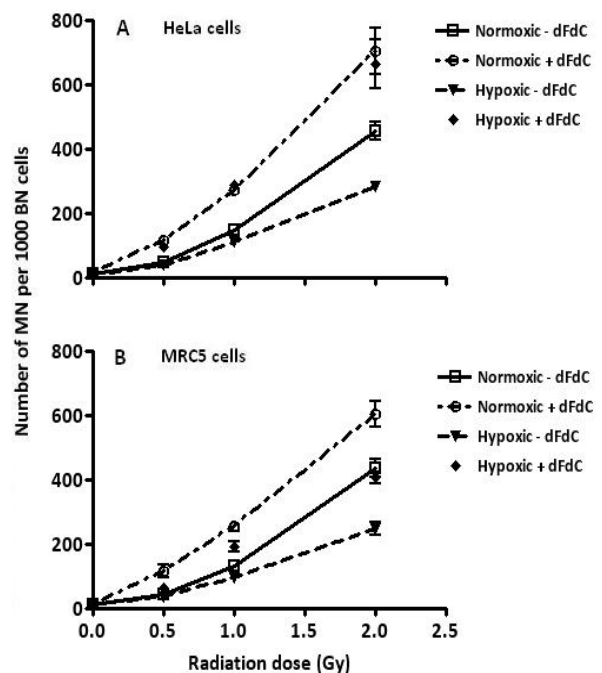 Number of MN per 1000 BN cells
A HeLa cells
800
600
400
200
0
Normoxic - dFdC
Normoxic + dFdC
Hypoxic - dFdC
Hypoxic + dFdC
B MRC5 cells
800
600
400
200
0
0.0 0.5 1.0 1.5 2.0 2.5
Normoxic - dFdC
Normoxic + dFdC
Hypoxic - dFdC
Hypoxic + dFdC
Radiation dose (Gy)